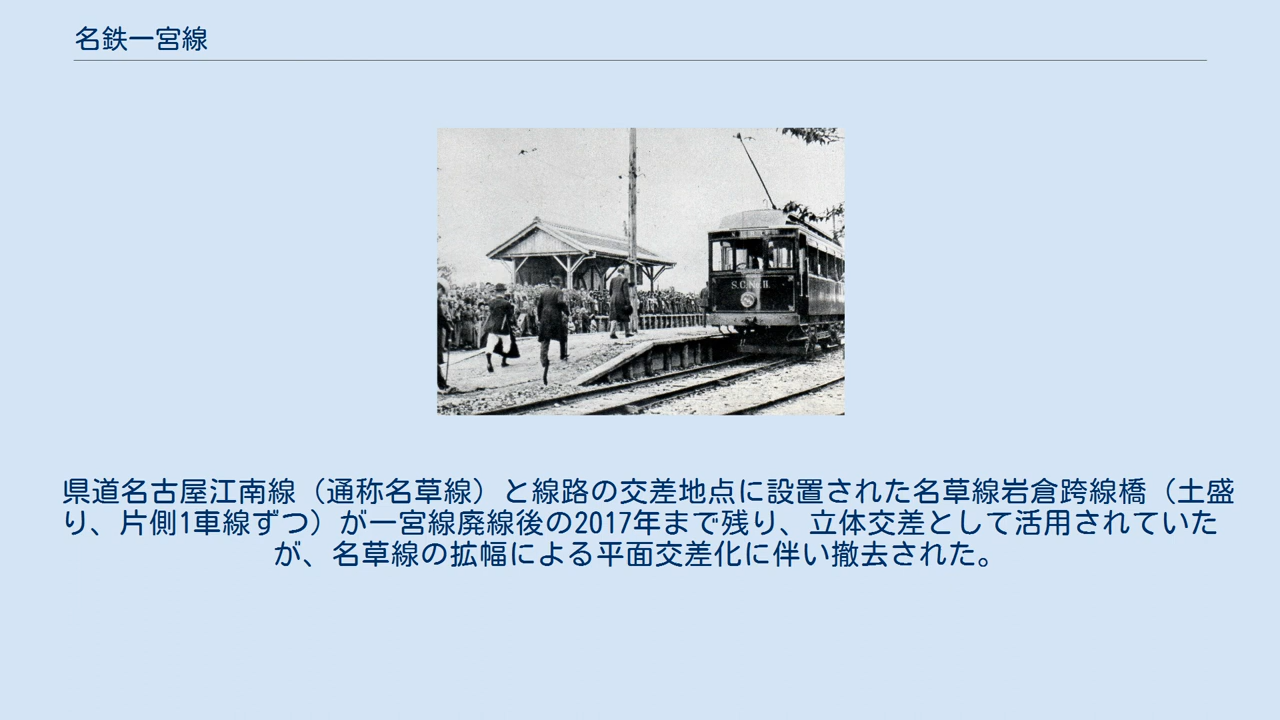 名鉄一宮線
S.C.No.II.
県道名古屋江南線（通称名草線）と線路の交差地点に設置された名草線岩倉跨線橋（土盛
り、片側1車線ずつ）が一宮線廃線後の2017年まで残り、立体交差として活用されていた
が、名草線の拡幅による平面交差化に伴い撤去された。